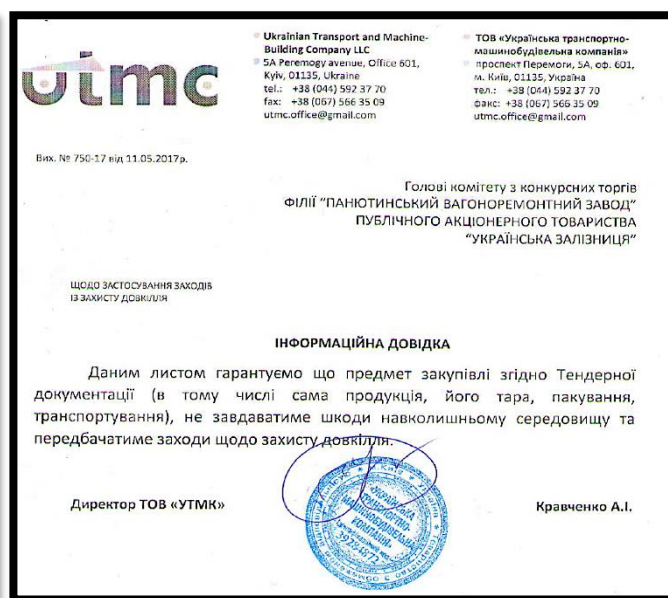 utmc
Ukrainian Transport and Machine-
Building Company LLC
5A Peremogy avenue, Office 601,
Kyiv, 01135, Ukraine
tel.: +38 (044) 592 37 70
fax: +38 (067) 566 35 09
utmc.office@gmail.com
ТОВ «Українська транспортно-
машинобудівельна компанія»
проспект Перемоги, 5А, оф. 601,
м. Київ, 01135, Україна
тел.: +38 (044) 592 37 70
факс: +38 (067) 566 35 09
utmc.office@gmail.com
Вих. № 750-17 від 11.05.2017р.
Голові комітету з конкурсних торгів
ФІЛІЇ "ПАНЮТИНСЬКИЙ ВАГОНОРЕМОНТНИЙ ЗАВОД"
ПУБЛІЧНОГО АКЦІОНЕРНОГО ТОВАРИСТВА
"УКРАЇНСЬКА ЗАЛІЗНИЦЯ"
ЩОДО ЗАСТОСУВАННЯ ЗАХОДІВ
ІЗ ЗАХИСТУ ДОВКІЛЛЯ
ІНФОРМАЦІЙНА ДОВІДКА
Даним листом гарантуємо що предмет закупівлі згідно Тендерної
документації (в тому числі сама продукція, його тара, пакування,
транспортування), не завдаватиме шкоди навколишньому середовищу та
передбачатиме заходи щодо захисту довкілля.
Директор ТОВ «УТМК»
Кравченко А.І.
«УКРАЇНСЬКА
ТРАНСПОРТНО-
МАШИНОБУДІВЕЛЬНА
КОМПАНІЯ»
39284872